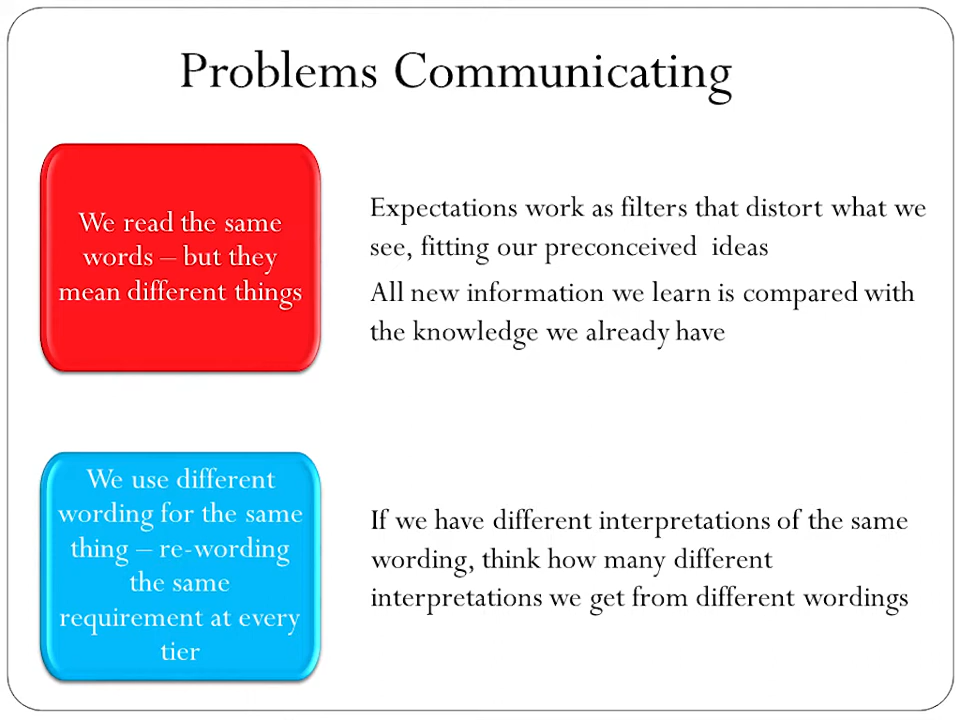 Problems Communicating
We read the same
words – but they
mean different things
Expectations work as filters that distort what we
see, fitting our preconceived ideas
All new information we learn is compared with
the knowledge we already have
We use different
wording for the same
thing – re-wording
the same
requirement at every
tier
If we have different interpretations of the same
wording, think how many different
interpretations we get from different wordings